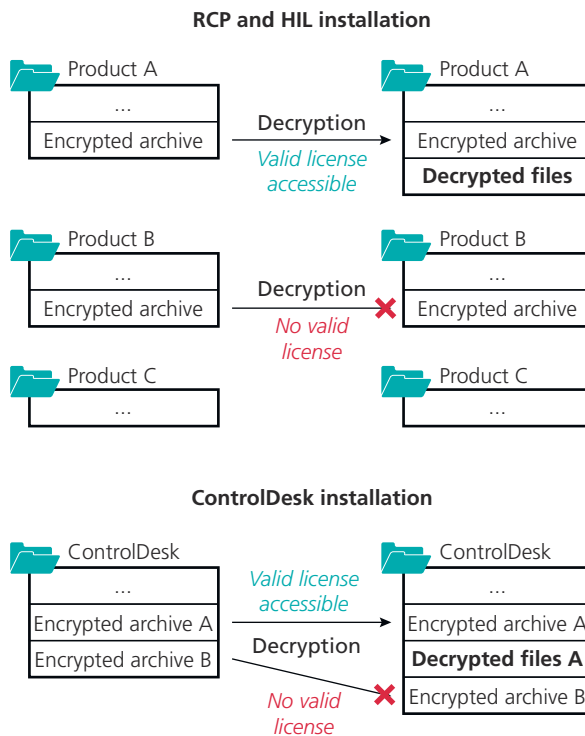 RCP and HIL installation
Product A
...
Encrypted archive
Decryption
Valid license
accessible
Product A
...
Encrypted archive
Decrypted files
Product B
...
Encrypted archive
Decryption
No valid
license
Product B
...
Encrypted archive
Product C
...
Product C
...
ControlDesk installation
ControlDesk
...
Encrypted archive A
Encrypted archive B
Valid license
accessible
Decryption
No valid
license
ControlDesk
...
Encrypted archive A
Decrypted files A
Encrypted archive B